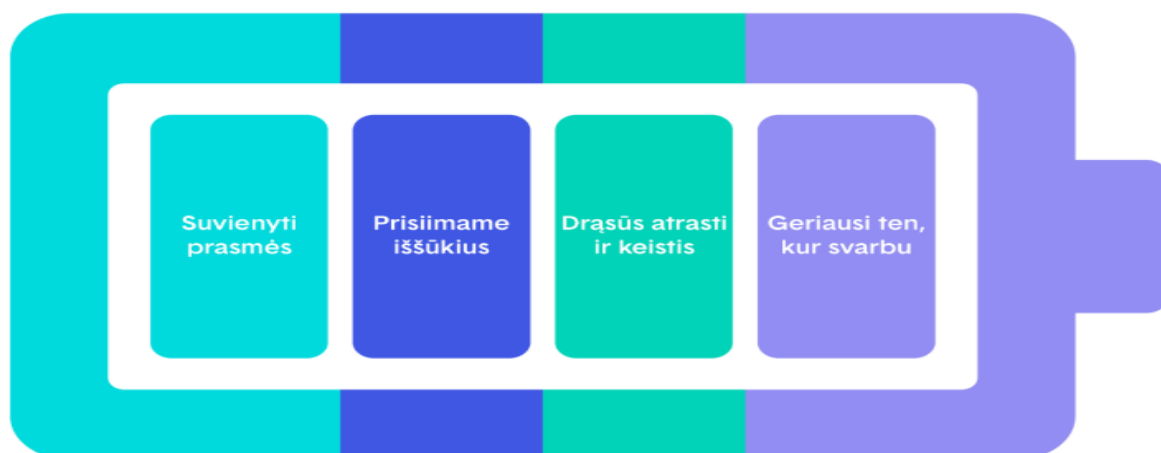 Suvienyti
prasmės
Prisiimame
iššūkius
Drąsūs atrasti
ir keistis
Geriausi ten,
kur svarbu